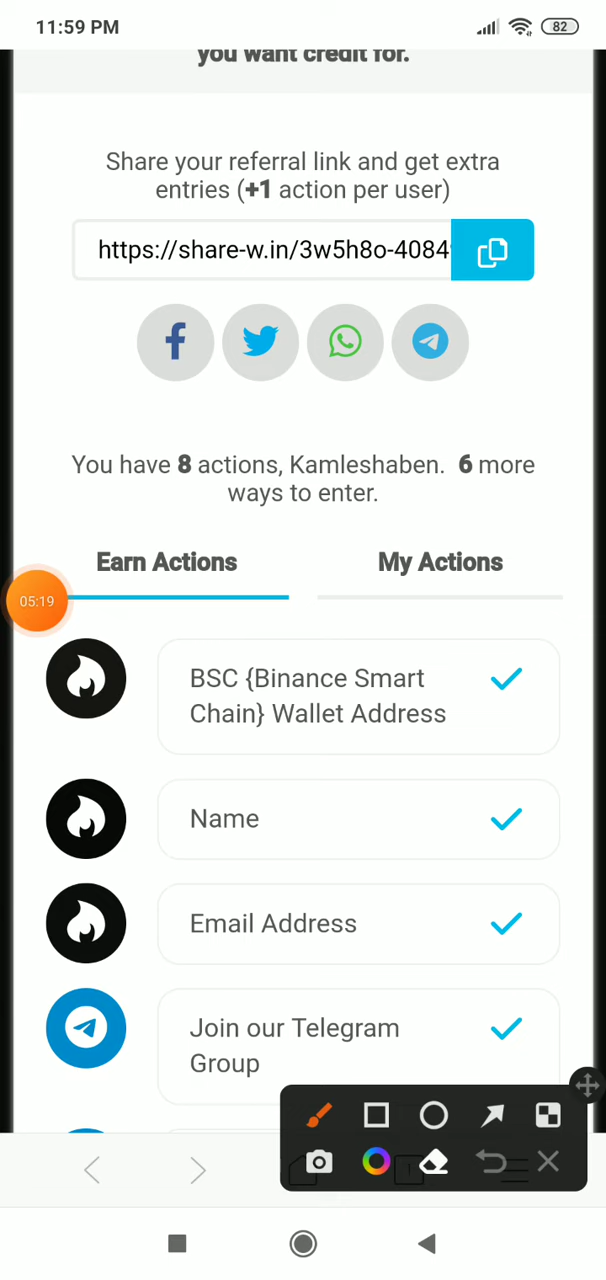 11:59 PM
82
you want credit for.
Share your referral link and get extra
entries (+1 action per user)
https://share-w.in/3w5h8o-4084
You have 8 actions, Kamleshaben. 6 more
ways to enter.
Earn Actions
My Actions
05:19
BSC {Binance Smart
Chain} Wallet Address
Name
Email Address
Join our Telegram
Group